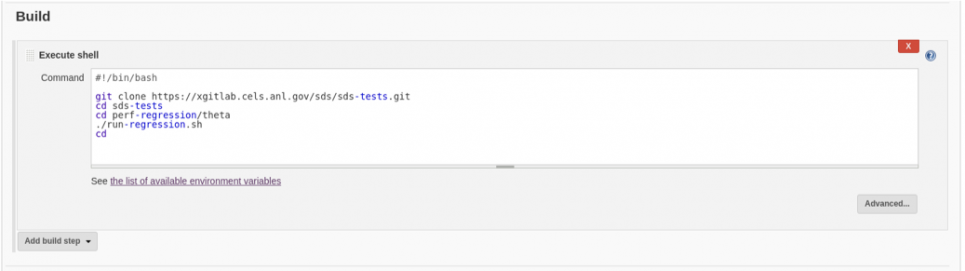 Build
Execute shell
X
Command
#!/bin/bash
git clone https://xgitlab.cels.anl.gov/sds/sds-tests.git
cd sds-tests
cd perf-regression/theta
./run-regression.sh
cd
See the list of available environment variables
Advanced...
Add build step